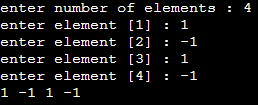 enter number of elements : 4
enter element [1] : 1
enter element [2] : -1
enter element [3] : 1
enter element [4] : -1
1 -1 1 -1